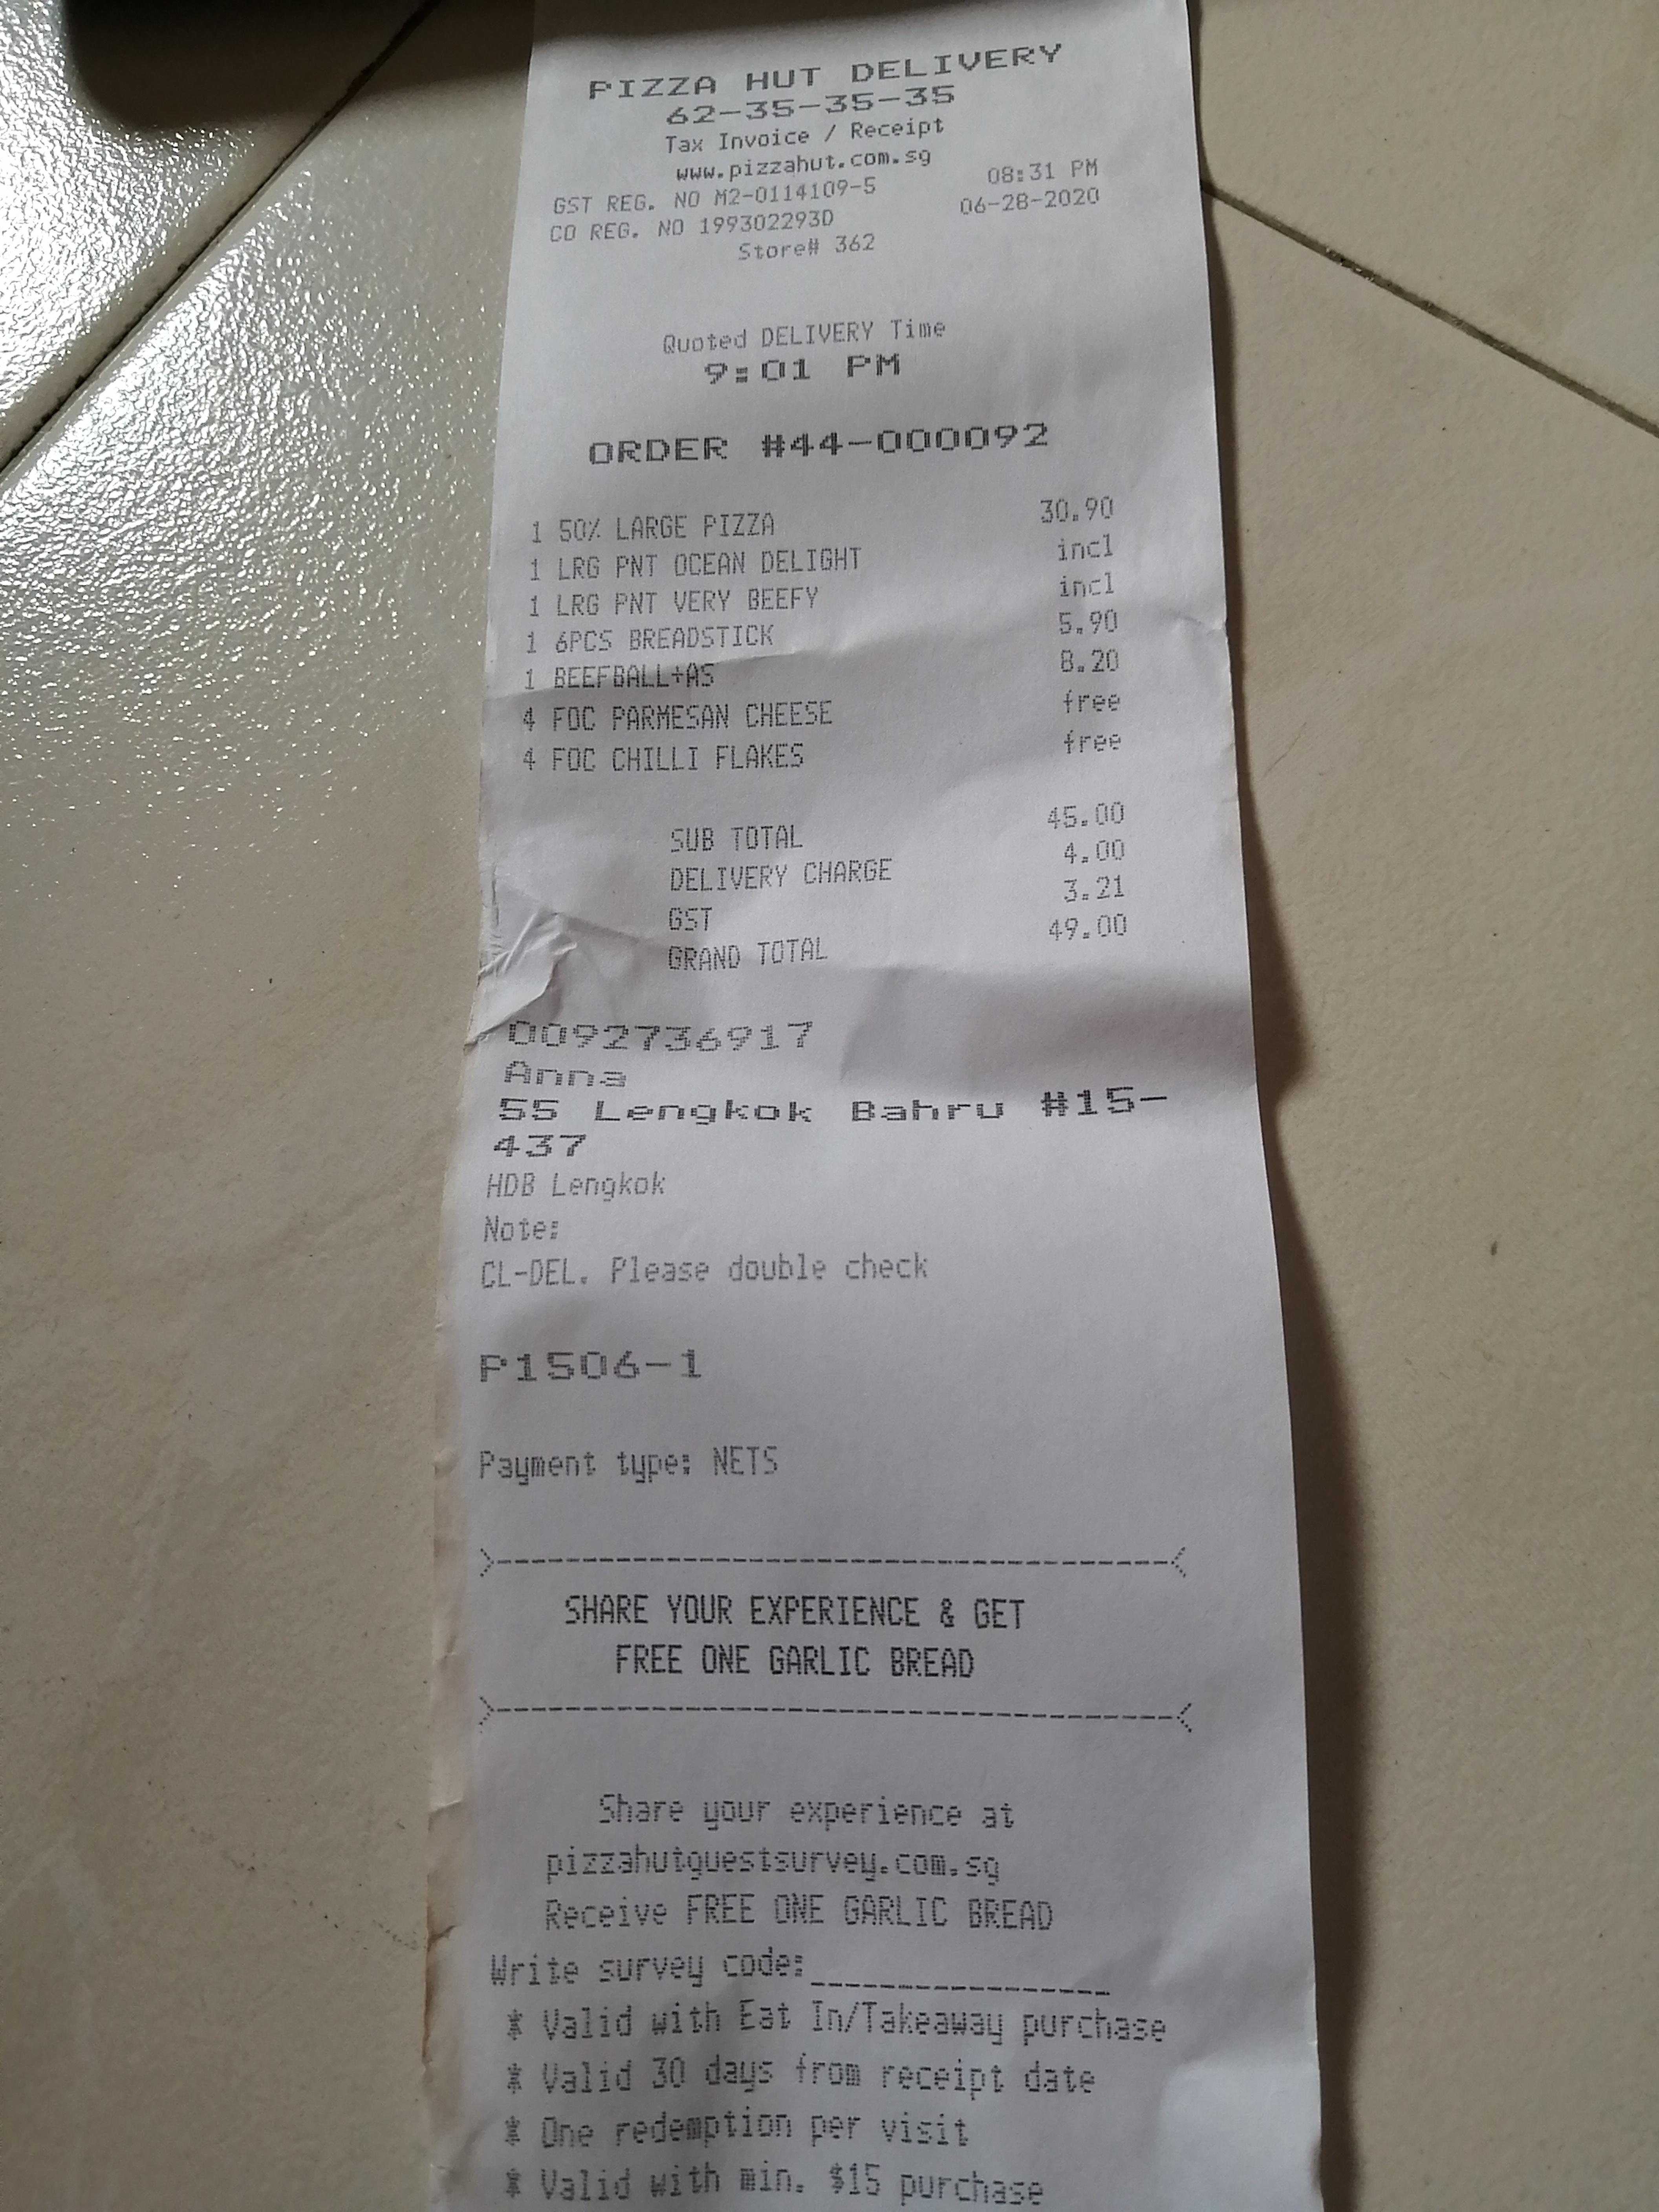 PIZZA HUT DELIVERY
62-35-35-35
Tax Invoice / Receipt
www.pizzahut.com.sg
GST REG. NO M2-0114109-5 08:31 PM
CO REG. NO 199302293D 06-28-2020
Store# 362
Quoted DELIVERY Time
9:01 PM
ORDER #44-000092
1 50% LARGE PIZZA 30.90
1 LRG PNT OCEAN DELIGHT incl
1 LRG PNT VERY BEEFY incl
1 6PCS BREADSTICK 5.90
1 BEEFBALL+AS 8.20
4 FOC PARMESAN CHEESE free
4 FOC CHILLI FLAKES free
SUB TOTAL 45.00
DELIVERY CHARGE 4.00
GST 3.21
GRAND TOTAL 49.00
0092736917
Anna
55 Lengkok Bahru #15-
437
HDB Lengkok
Note:
CL-DEL. Please double check
P1506-1
Payment type: NETS
SHARE YOUR EXPERIENCE & GET
FREE ONE GARLIC BREAD
Share your experience at
pizzahutguestsurvey.com.sg
Receive FREE ONE GARLIC BREAD
Write survey code:_____________
* Valid with Eat In/Takeaway purchase
* Valid 30 days from receipt date
* One redemption per visit
* Valid with min. $15 purchase